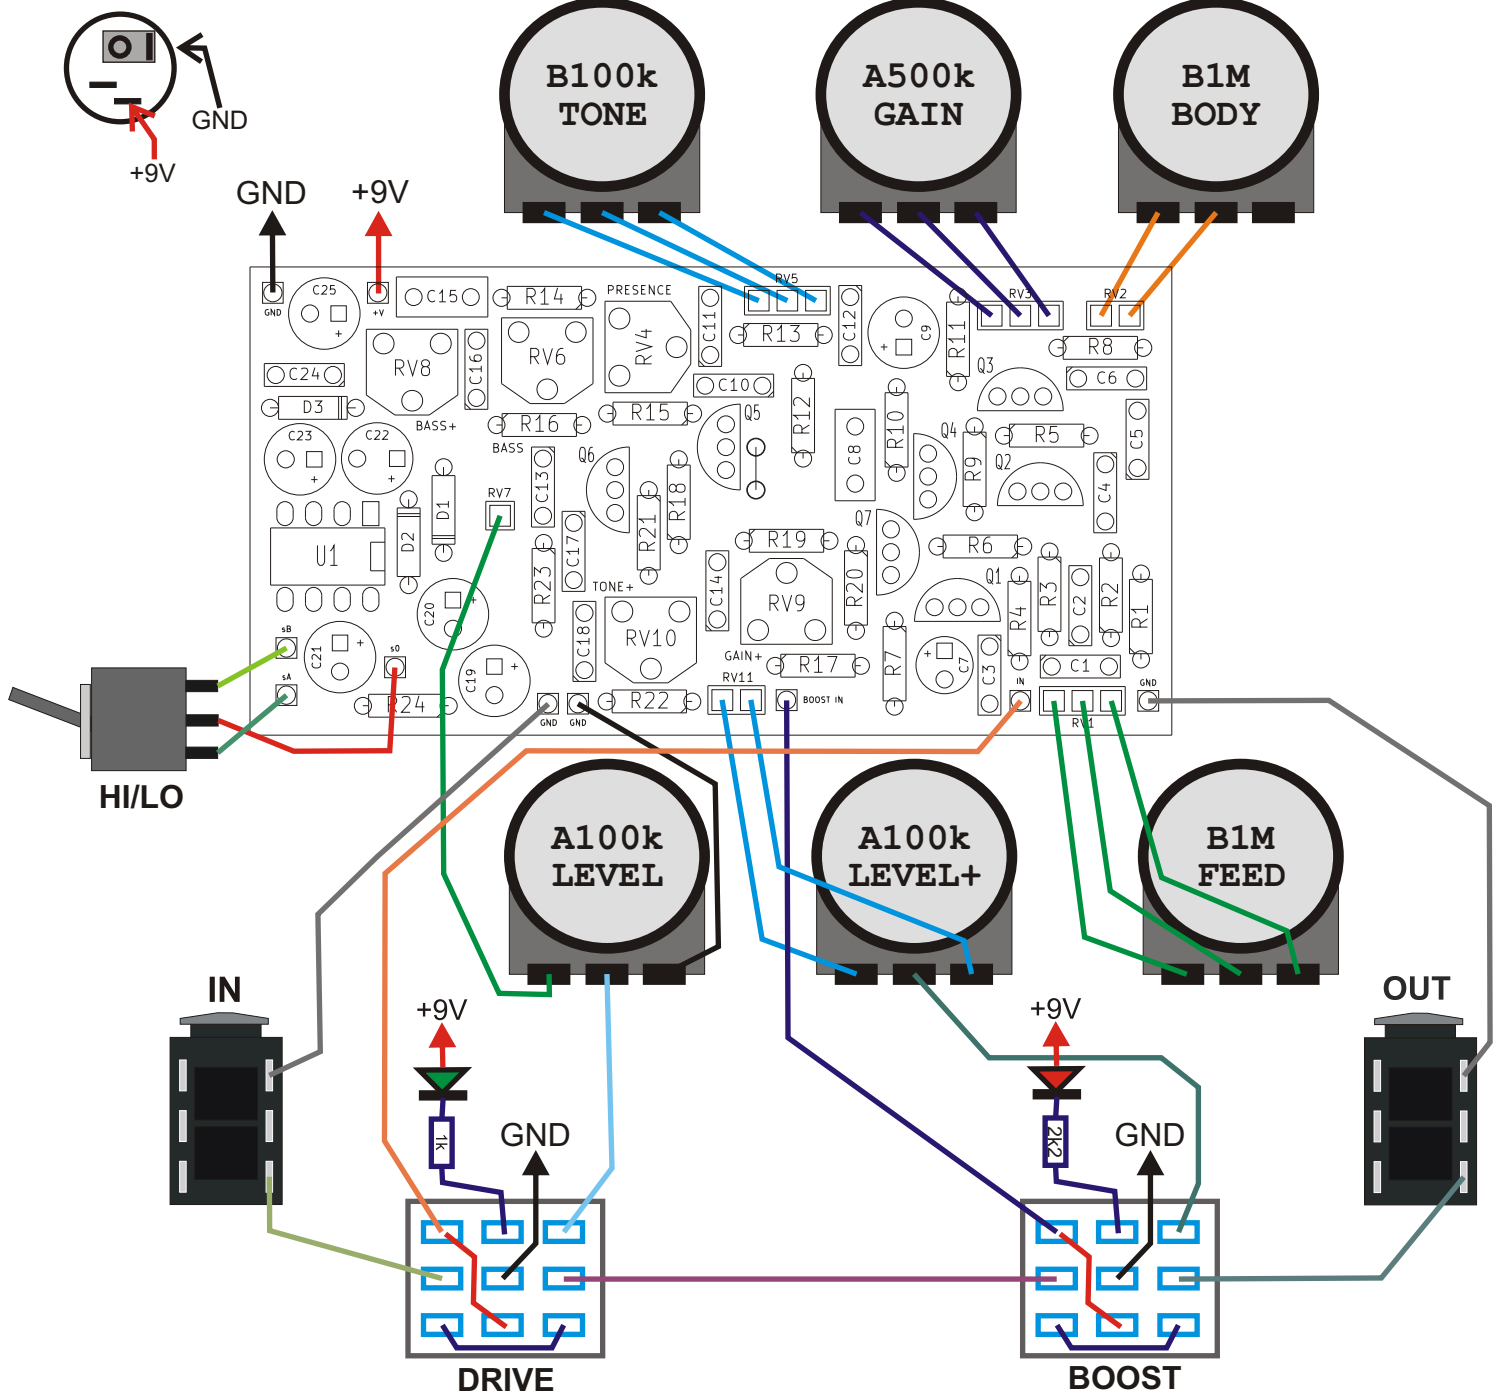 GND
+9V
B100k
TONE
A500k
GAIN
B1M
BODY
GND
+9V
GND
C25
+V
C15
R14
PRESENCE
RV5
RV3
RV2
C11
R13
C12
C9
R11
R8
RV8
C16
RV6
RV4
Q3
C6
C24
D3
BASS+
R16
R15
C10
Q5
R12
R10
Q4
R5
C5
C23
C22
BASS
Q6
C8
R9
Q2
C4
RV7
C13
R18
R21
D1
D2
U1
C17
R23
R19
Q7
R6
C14
RV9
R20
Q1
R4
R3
C2
R2
R1
C20
TONE+
C18
RV10
sB
C21
sO
sA
C19
R24
GAIN+
R17
R7
C7
C3
C1
RV11
R22
BOOST IN
IN
GND
GND
GND
RV1
HI/LO
A100k
LEVEL
A100k
LEVEL+
B1M
FEED
IN
OUT
+9V
+9V
1k
GND
2k2
GND
DRIVE
BOOST